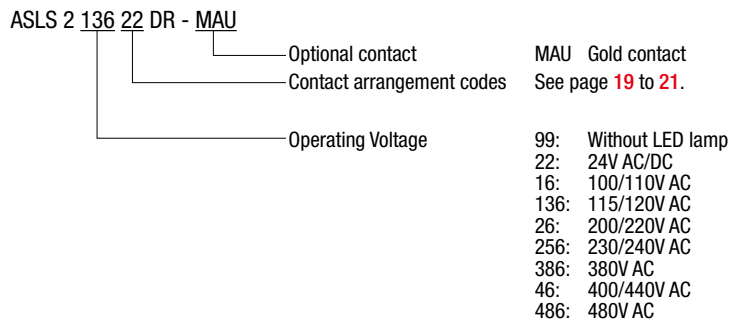 ASLS 2 136 22 DR - MAU
Optional contact MAU Gold contact
Contact arrangement codes See page 19 to 21.
Operating Voltage 99: Without LED lamp
22: 24V AC/DC
16: 100/110V AC
136: 115/120V AC
26: 200/220V AC
256: 230/240V AC
386: 380V AC
46: 400/440V AC
486: 480V AC